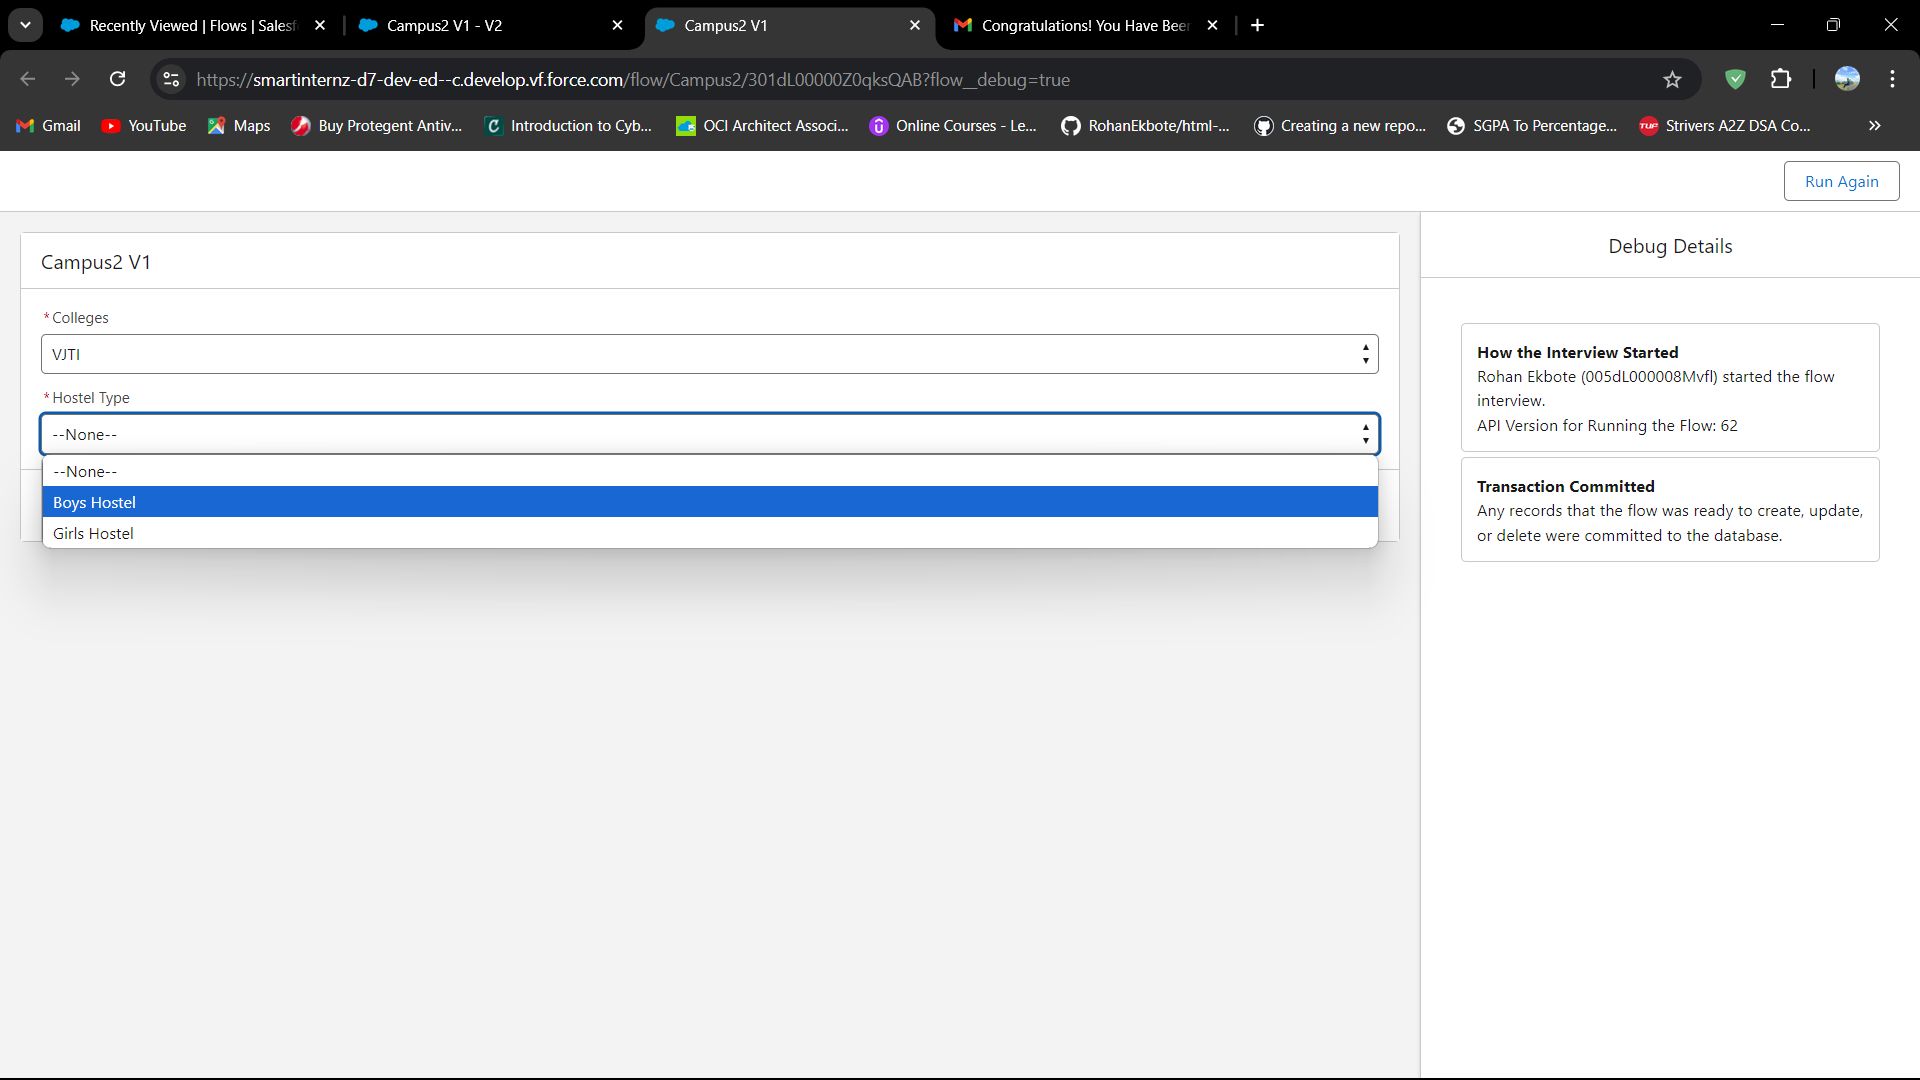 Recently Viewed | Flows | Salesf
Campus2 V1 - V2
Campus2 V1
Congratulations! You Have Been
https://smartinternz-d7-dev-ed--c.develop.vf.force.com/flow/Campus2/301dL00000Z0qksQAB?flow__debug=true
Gmail
YouTube
Maps
Buy Protegent Antiv...
Introduction to Cyb...
OCI Architect Associ...
Online Courses - Le...
RohanEkbote/html-...
Creating a new repo...
SGPA To Percentage...
Strivers A2Z DSA Co...
Run Again
Campus2 V1
*Colleges
VJTI
*Hostel Type
--None--
--None--
Boys Hostel
Girls Hostel
Debug Details
How the Interview Started
Rohan Ekbote (005dL000008Mvfl) started the flow
interview.
API Version for Running the Flow: 62
Transaction Committed
Any records that the flow was ready to create, update,
or delete were committed to the database.